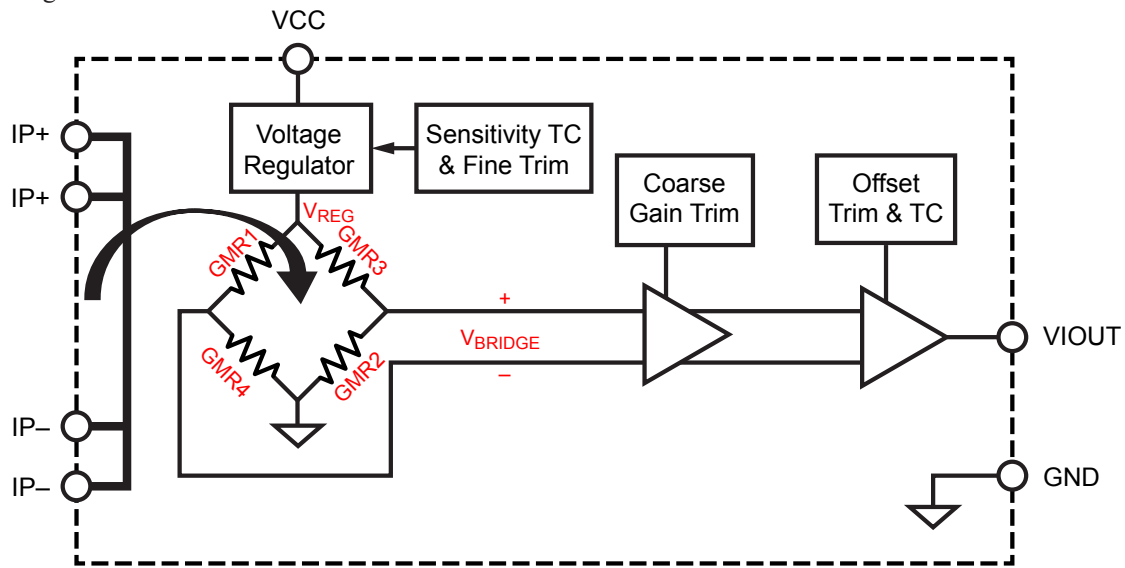 VCC
IP+
IP+
IP–
IP–
Voltage
Regulator
Sensitivity TC
& Fine Trim
Coarse
Gain Trim
Offset
Trim & TC
VREG
GMR1
GMR3
GMR4
GMR2
+
VBRIDGE
–
VIOUT
GND